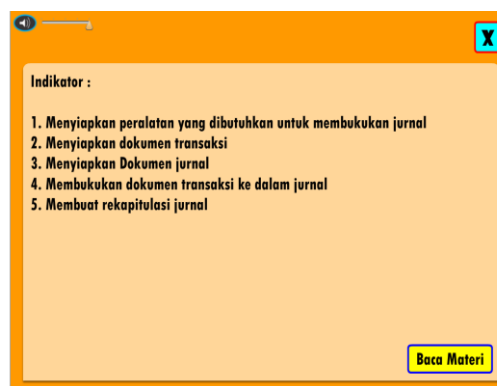 X
Indikator :
1. Menyiapkan peralatan yang dibutuhkan untuk membukukan jurnal
2. Menyiapkan dokumen transaksi
3. Menyiapkan Dokumen jurnal
4. Membukukan dokumen transaksi ke dalam jurnal
5. Membuat rekapitulasi jurnal
Baca Materi